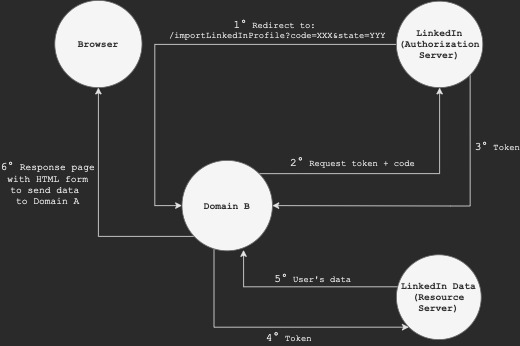 1° Redirect to:
/importLinkedInProfile?code=XXX&state=YYY
Browser
LinkedIn
(Authorization
Server)
3° Token
2° Request token + code
6° Response page
with HTML form
to send data
to Domain A
Domain B
5° User's data
LinkedIn Data
(Resource
Server)
4° Token